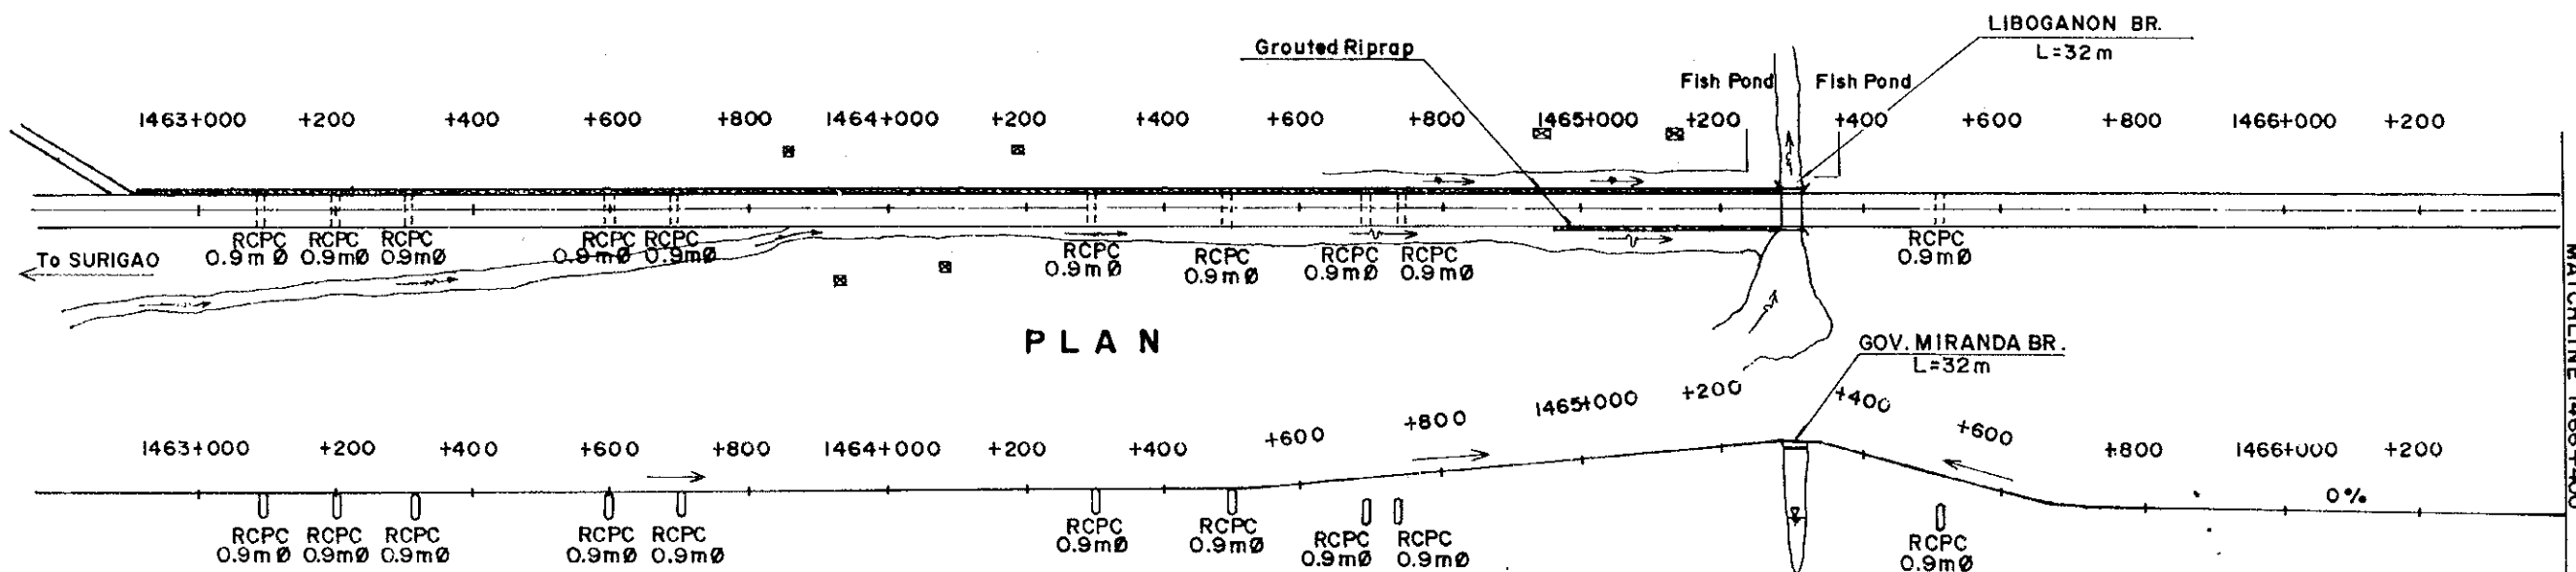 LIBOGANON BR.
L=32m
Grouted Riprap
Fish Pond Fish Pond
1463+000 +200 +400 +600 +800 1464+000 +200 +400 +600 +800 1465+000 +200 +400 +600 +800 1466+000 +200
RCPC RCPC RCPC RCPC RCPC RCPC RCPC RCPC RCPC RCPC
0.9mØ 0.9mØ 0.9mØ 0.9mØ 0.9mØ 0.9mØ 0.9mØ 0.9mØ 0.9mØ 0.9mØ
To SURIGAO
PLAN
GOV. MIRANDA BR.
L=32m
1463+000 +200 +400 +600 +800 1464+000 +200 +400 +600 +800 1465+000 +200 +400 +600 +800 1466+000 +200
0%
RCPC RCPC RCPC RCPC RCPC RCPC RCPC RCPC RCPC RCPC
0.9mØ 0.9mØ 0.9mØ 0.9mØ 0.9mØ 0.9mØ 0.9mØ 0.9mØ 0.9mØ 0.9mØ
MATCHLINE 1466+400